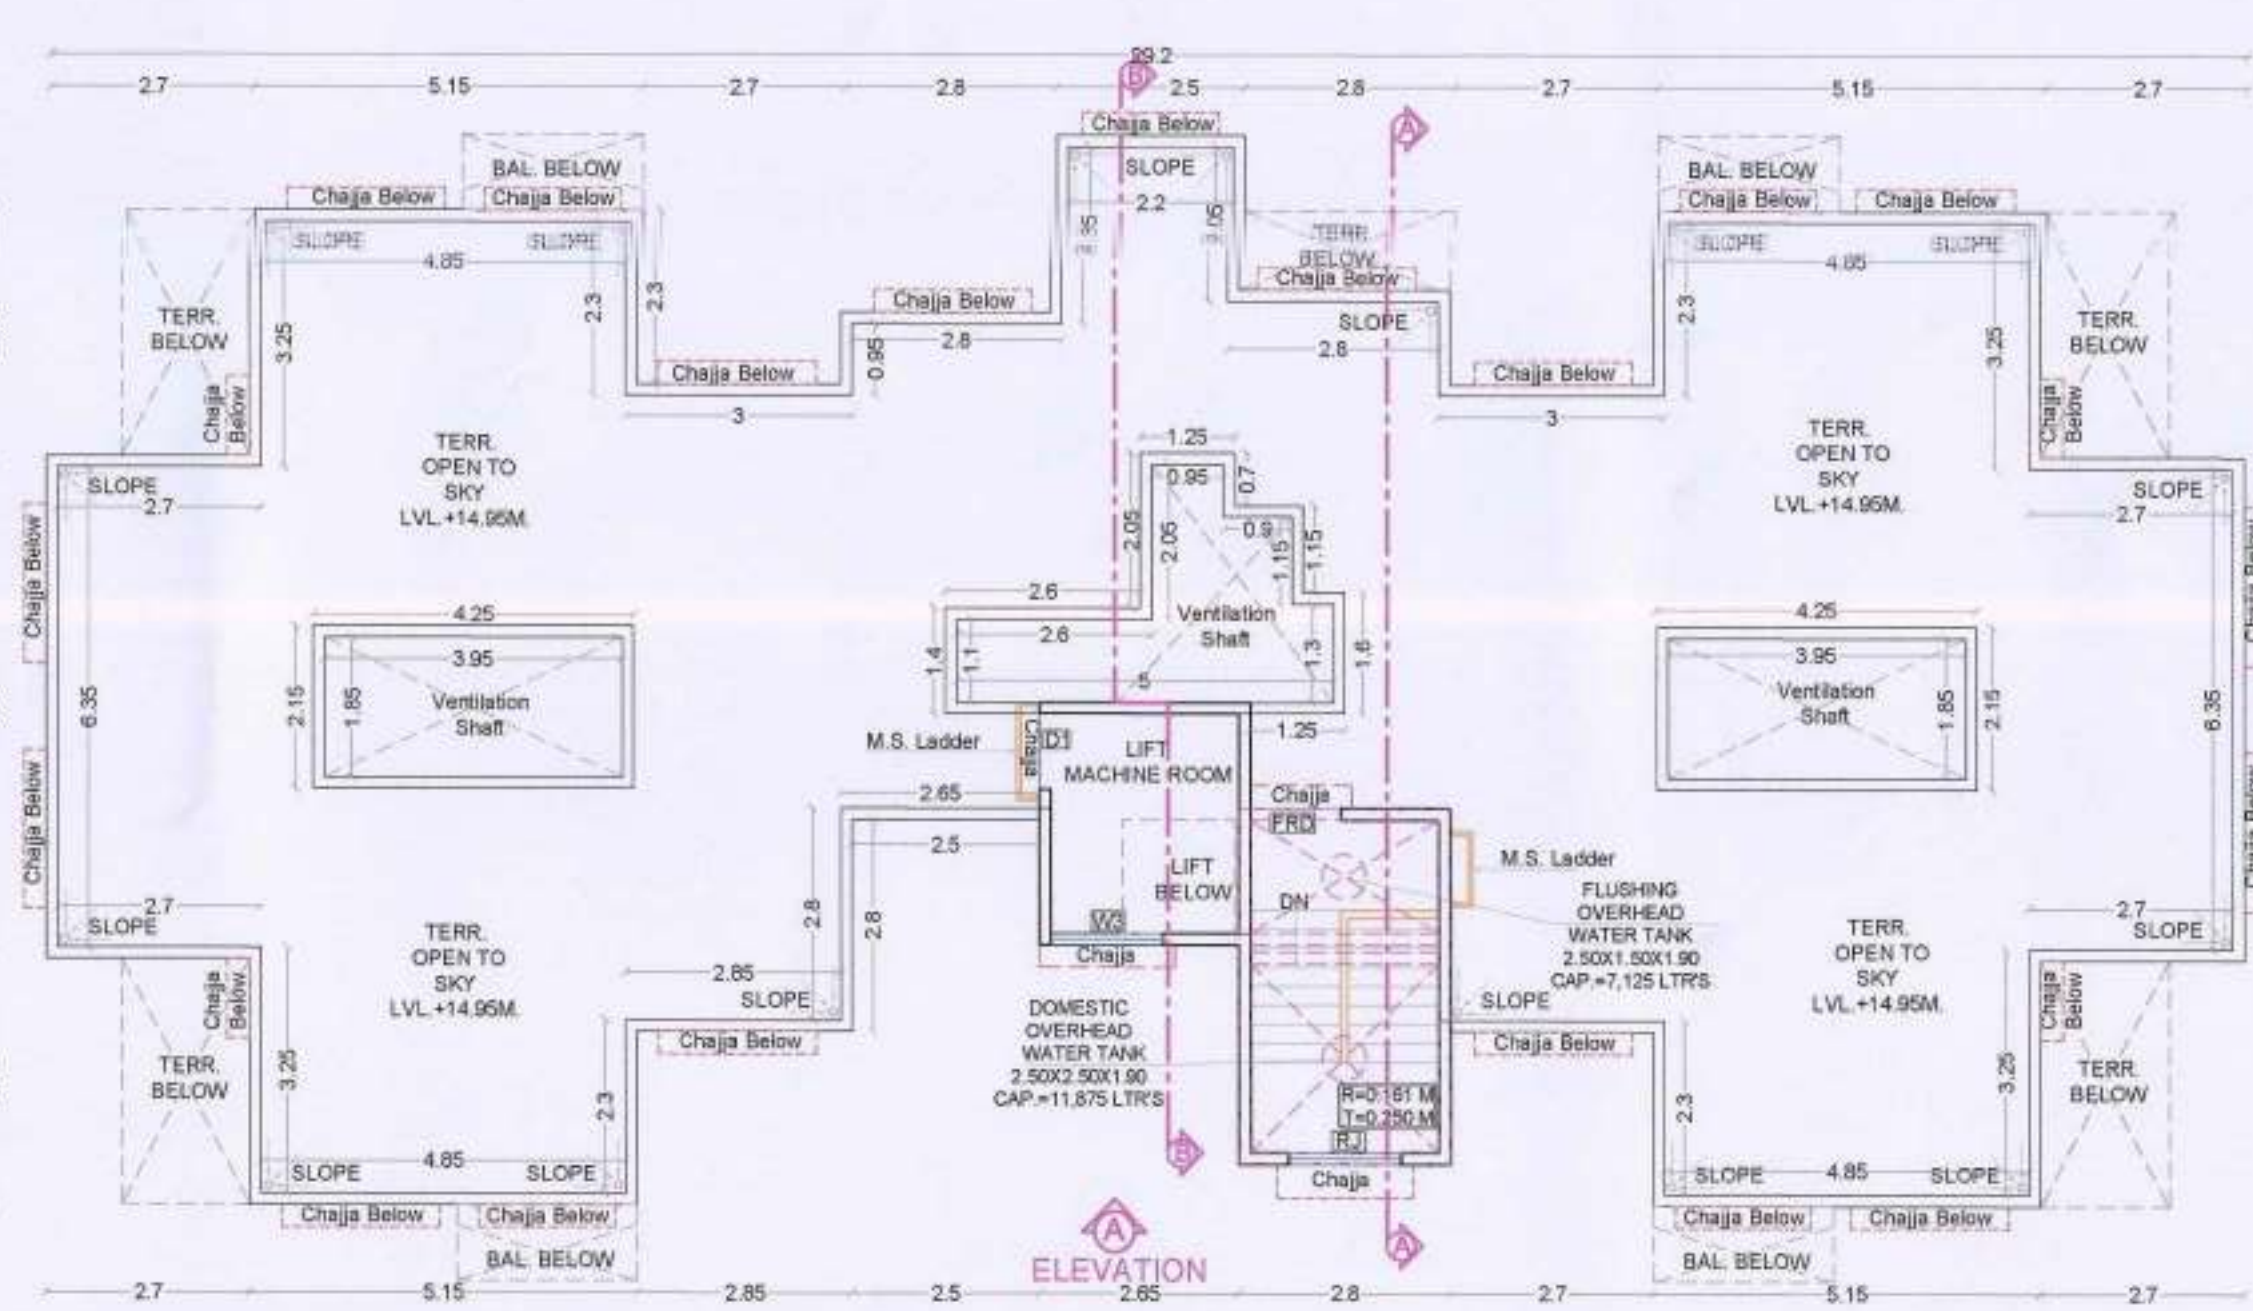 29.2
2.7 5.15 2.7 2.8 2.5 2.8 2.7 5.15 2.7
B
A
Chajja Below
BAL. BELOW
SLOPE
BAL. BELOW
Chajja Below
Chajja Below
2.2
Chajja Below
Chajja Below
TERR.
BELOW
SLOPE
SLOPE
4.85
3.05
SLOPE
SLOPE
4.85
TERR.
BELOW
3.25
2.3
2.3
Chajja Below
Chajja Below
2.3
3.25
TERR.
BELOW
SLOPE
2.8
0.95
2.8
Chajja Below
Chajja Below
Chajja
Below
3
3
Chajja
Below
TERR.
OPEN TO
SKY
LVL.+14.95M.
TERR.
OPEN TO
SKY
LVL.+14.95M.
1.25
0.95
0.7
SLOPE
2.7
SLOPE
2.7
2.05
2.05
0.9
1.15
1.15
Chajja Below
Chajja Below
2.6
2.6
Ventilation
Shaft
1.4
1.1
1.3
1.6
5
1.25
4.25
3.95
2.15
1.85
Ventilation
Shaft
4.25
3.95
Ventilation
Shaft
1.85
2.15
6.35
6.35
M.S. Ladder
Chajja
D1
LIFT
MACHINE ROOM
Chajja Below
Chajja Below
2.65
2.5
Chajja
FRD
LIFT
BELOW
DN
W3
Chajja
M.S. Ladder
FLUSHING
OVERHEAD
WATER TANK
2.50X1.50X1.90
CAP.=7,125 LTR'S
2.7
SLOPE
2.7
SLOPE
2.8
2.8
TERR.
OPEN TO
SKY
LVL.+14.95M.
TERR.
OPEN TO
SKY
LVL.+14.95M.
2.85
SLOPE
SLOPE
Chajja
Below
Chajja
Below
Chajja Below
Chajja Below
DOMESTIC
OVERHEAD
WATER TANK
2.50X2.50X1.90
CAP.=11,875 LTR'S
R=0.161 M
T=0.250 M
RJ
Chajja
TERR.
BELOW
3.25
2.3
2.3
3.25
TERR.
BELOW
4.85
SLOPE
SLOPE
B
SLOPE
4.85
SLOPE
Chajja Below
Chajja Below
Chajja Below
Chajja Below
BAL. BELOW
BAL. BELOW
A
A
ELEVATION
2.7 5.15 2.85 2.5 2.65 2.8 2.7 5.15 2.7